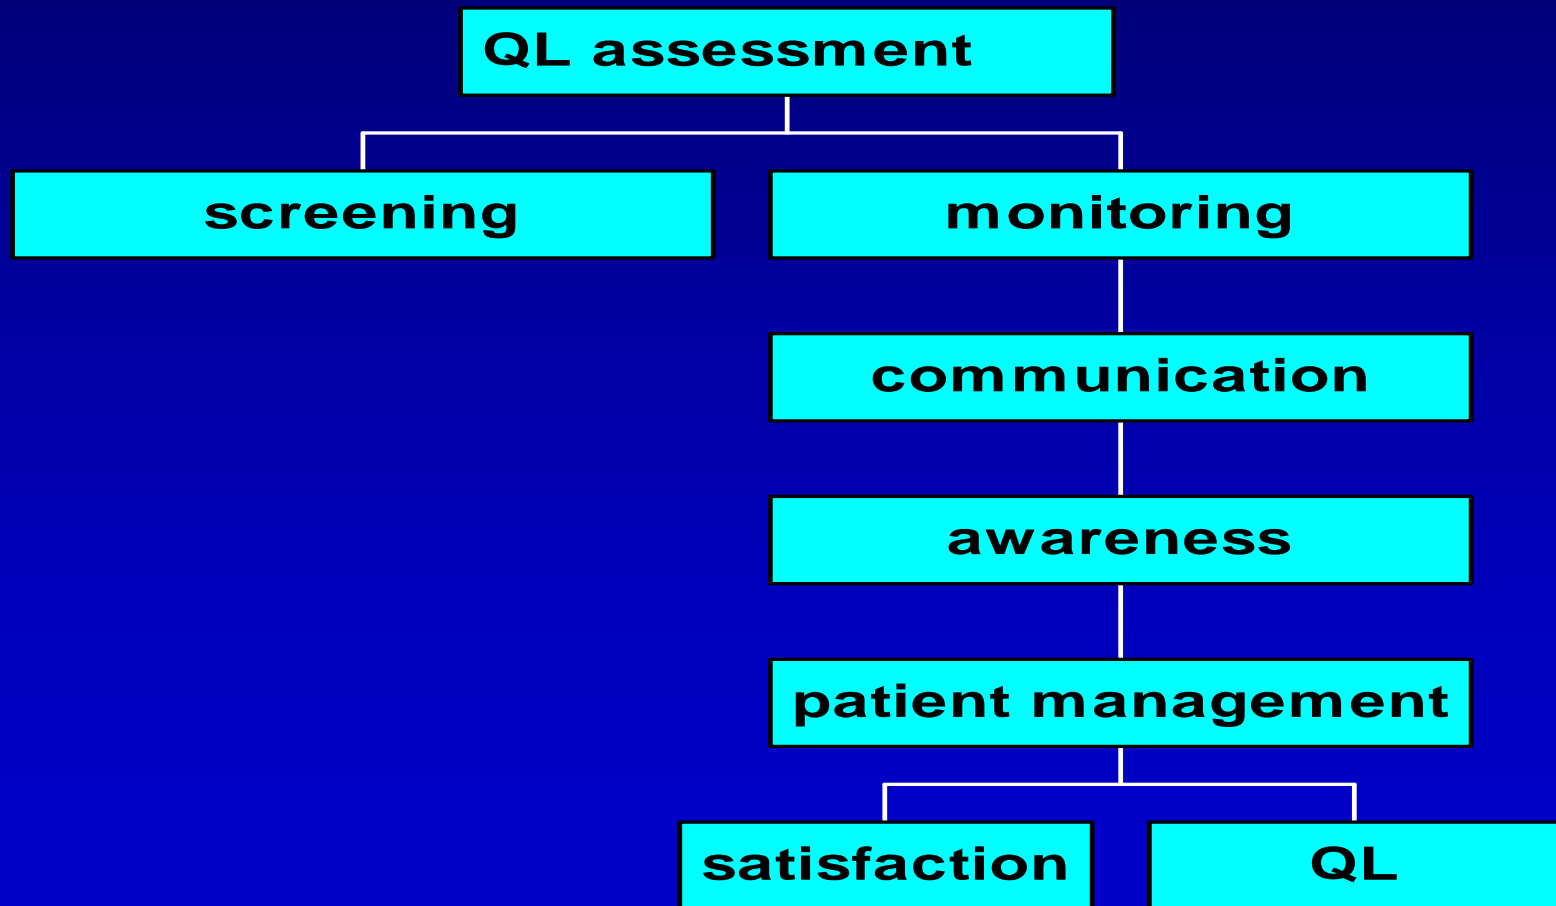 QL assessment
screening
monitoring
communication
awareness
patient management
satisfaction
QL